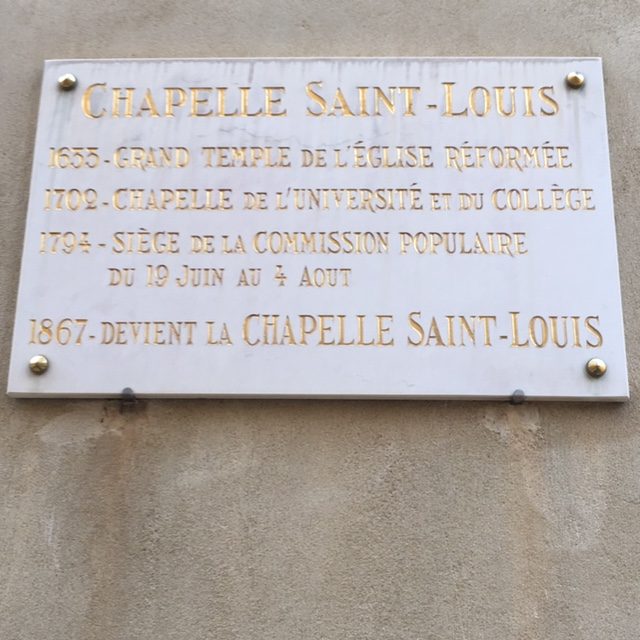 CHAPELLE SAINT-LOUIS
1633-GRAND TEMPLE DE L'ÉGLISE RÉFORMÉE
1702-CHAPELLE DE L'UNIVERSITÉ ET DU COLLÈGE
1794-SIÈGE DE LA COMMISSION POPULAIRE
DU 19 JUIN AU 4 AOUT
1867-DEVIENT LA CHAPELLE SAINT-LOUIS